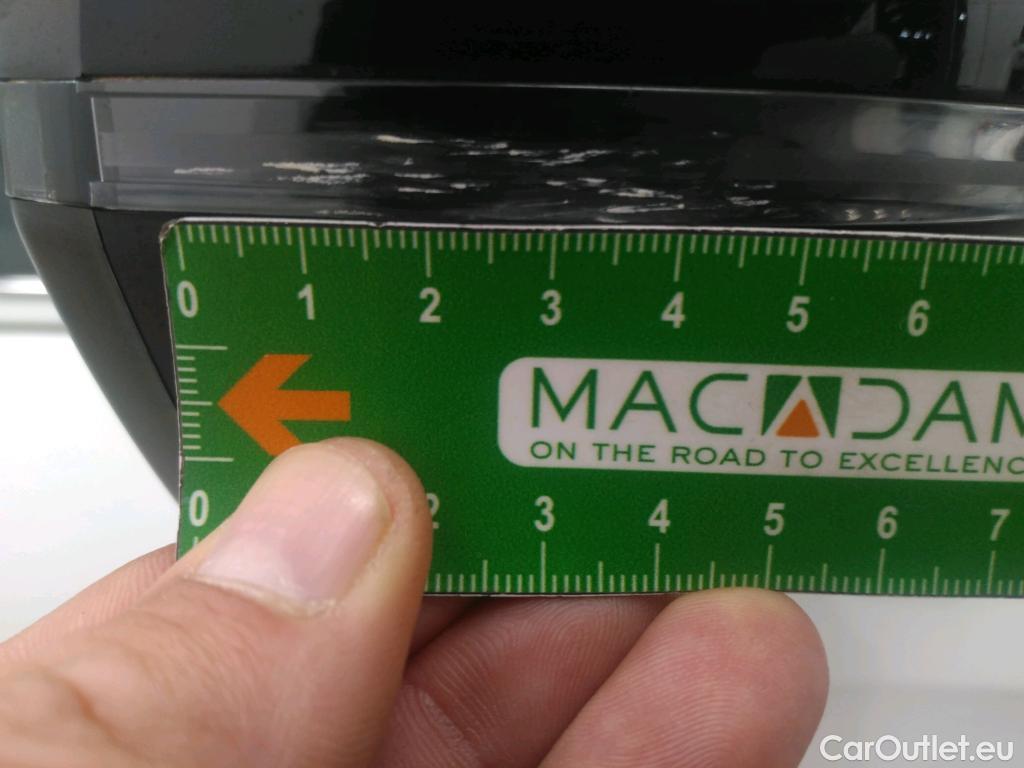 0 1 2 3 4 5 6
MACADAM
ON THE ROAD TO EXCELLENC
0 2 3 4 5 6 7
CarOutlet.eu